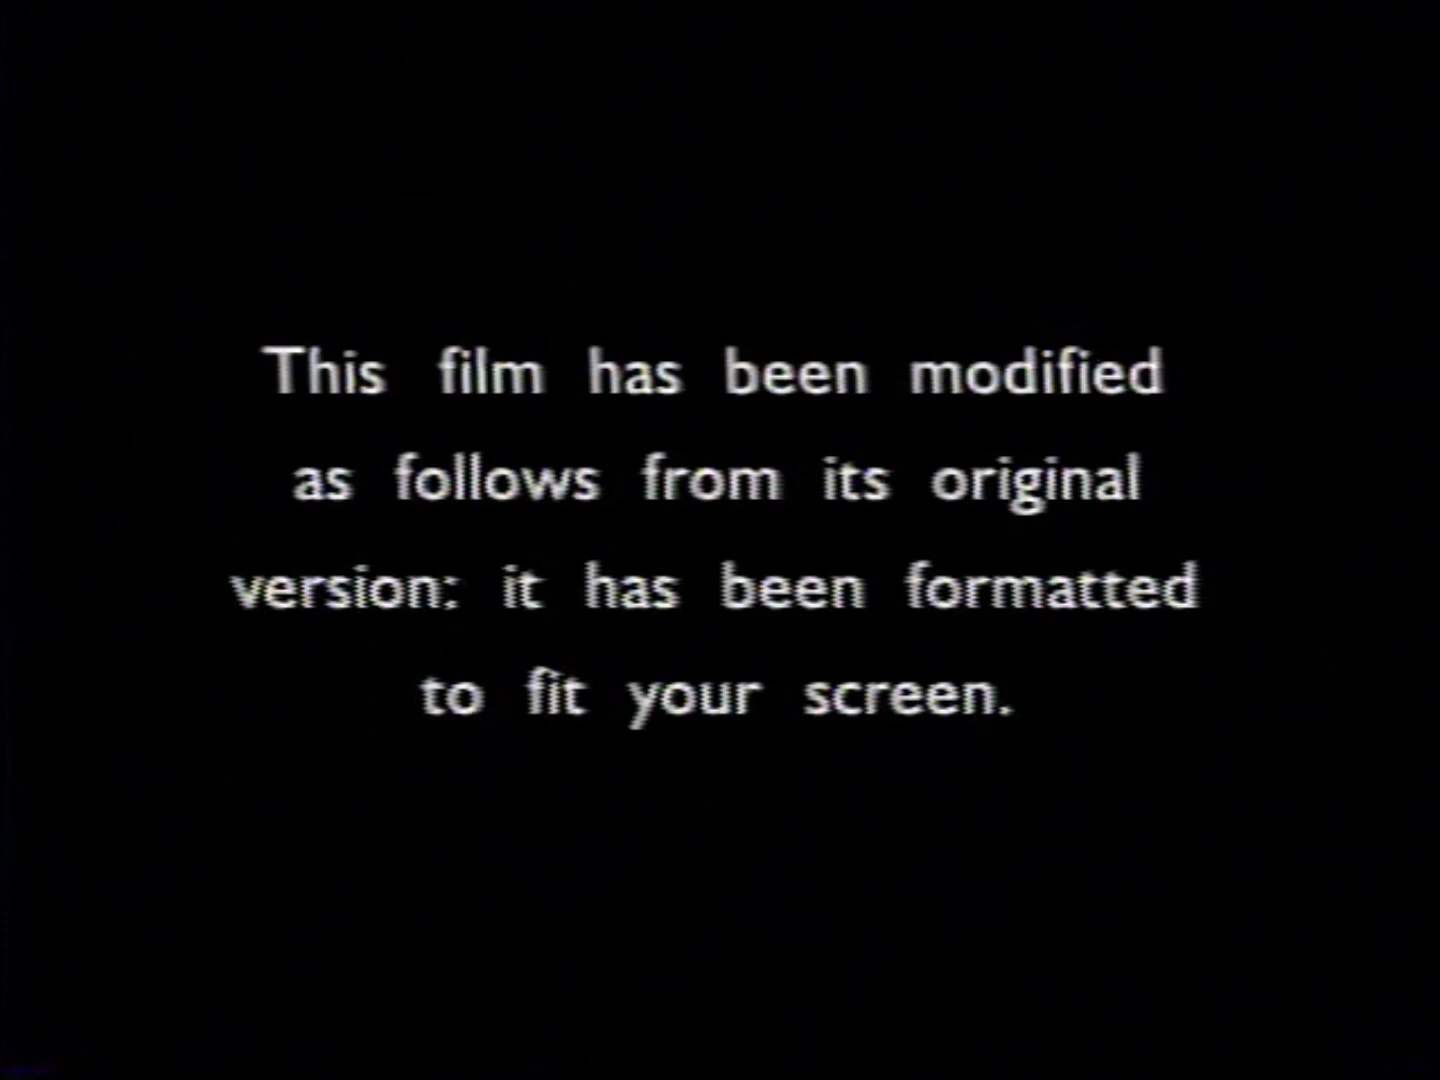 This film has been modified
as follows from its original
version: it has been formatted
to fit your screen.